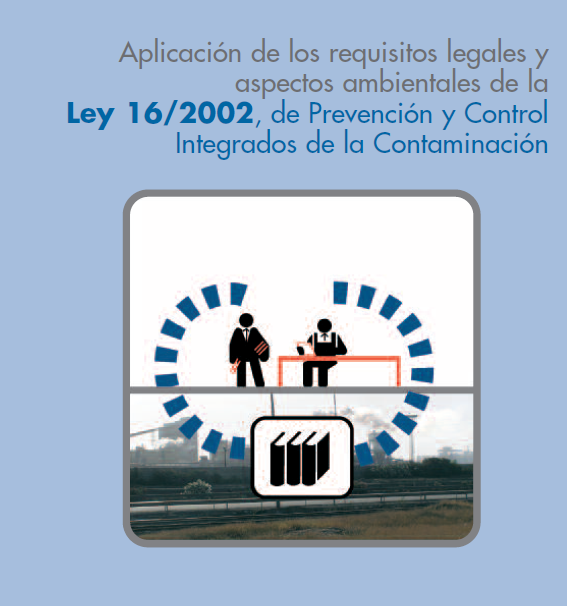 Aplicación de los requisitos legales y
aspectos ambientales de la
Ley 16/2002, de Prevención y Control
Integrados de la Contaminación